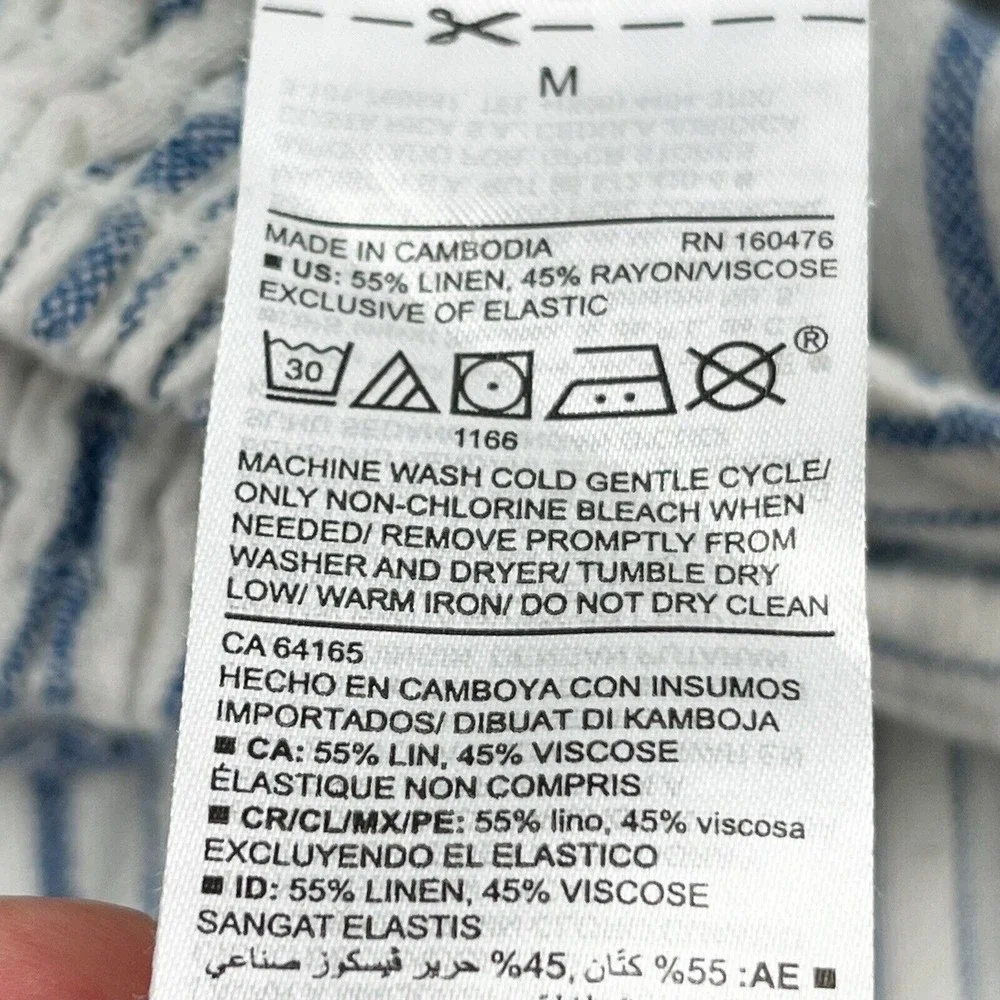 M
MADE IN CAMBODIA RN 160476
■ US: 55% LINEN, 45% RAYON/VISCOSE
EXCLUSIVE OF ELASTIC
30 ®
1166
MACHINE WASH COLD GENTLE CYCLE/
ONLY NON-CHLORINE BLEACH WHEN
NEEDED/ REMOVE PROMPTLY FROM
WASHER AND DRYER/ TUMBLE DRY
LOW/ WARM IRON/ DO NOT DRY CLEAN
CA 64165
HECHO EN CAMBOYA CON INSUMOS
IMPORTADOS/ DIBUAT DI KAMBOJA
■ CA: 55% LIN, 45% VISCOSE
ÉLASTIQUE NON COMPRIS
■ CR/CL/MX/PE: 55% lino, 45% viscosa
EXCLUYENDO EL ELASTICO
■ ID: 55% LINEN, 45% VISCOSE
SANGAT ELASTIS
■ AE: 55% كتّان, 45% حرير فيسكوز صناعي